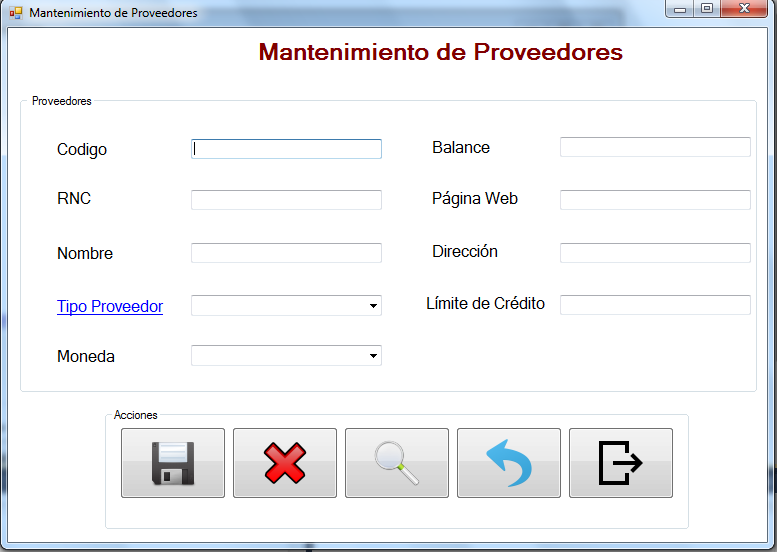 Mantenimiento de Proveedores
Mantenimiento de Proveedores
Proveedores
Codigo
Balance
RNC
Página Web
Nombre
Dirección
Tipo Proveedor
Límite de Crédito
Moneda
Acciones